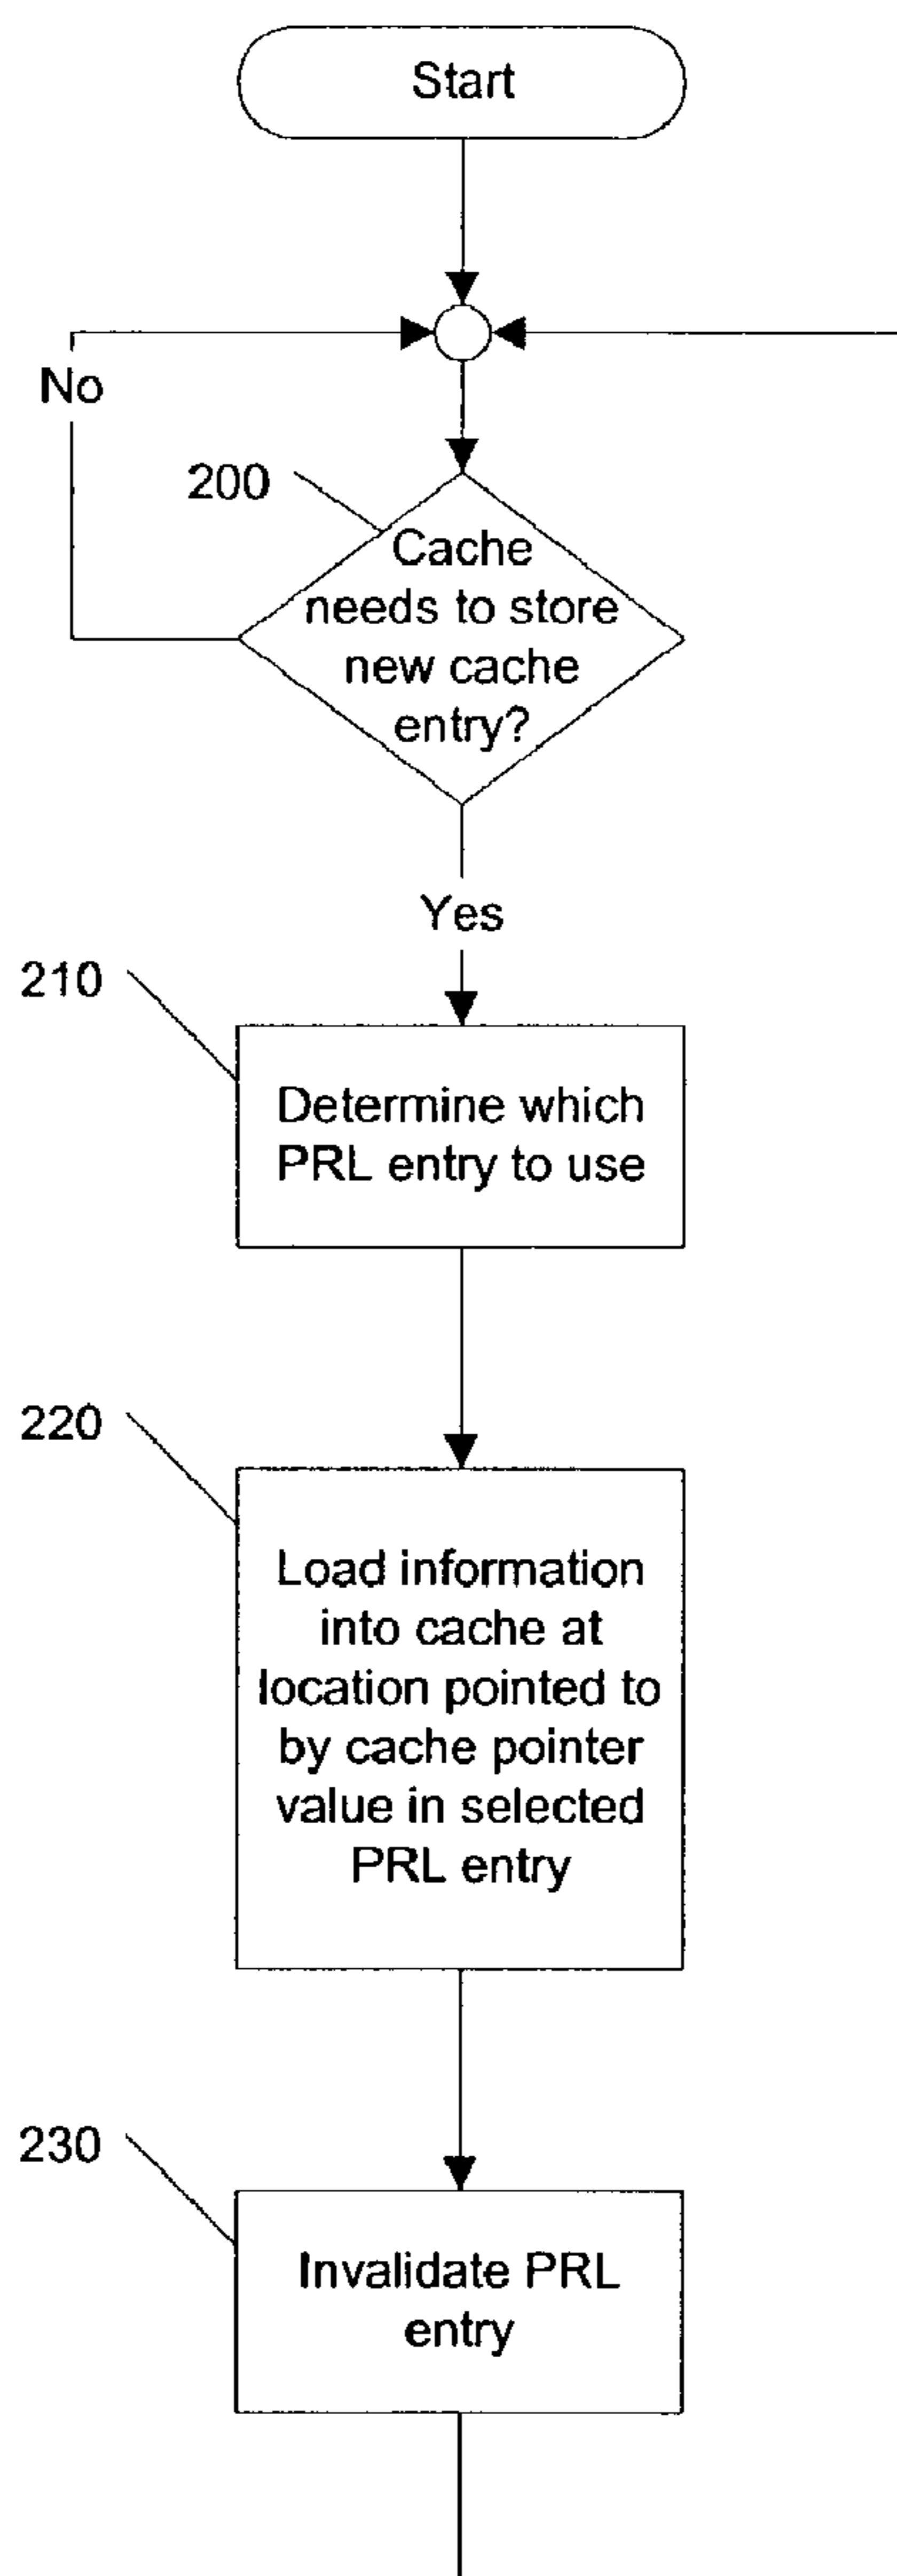 Start
No
200
Cache
needs to store
new cache
entry?
Yes
210
Determine which
PRL entry to use
220
Load information
into cache at
location pointed to
by cache pointer
value in selected
PRL entry
230
Invalidate PRL
entry